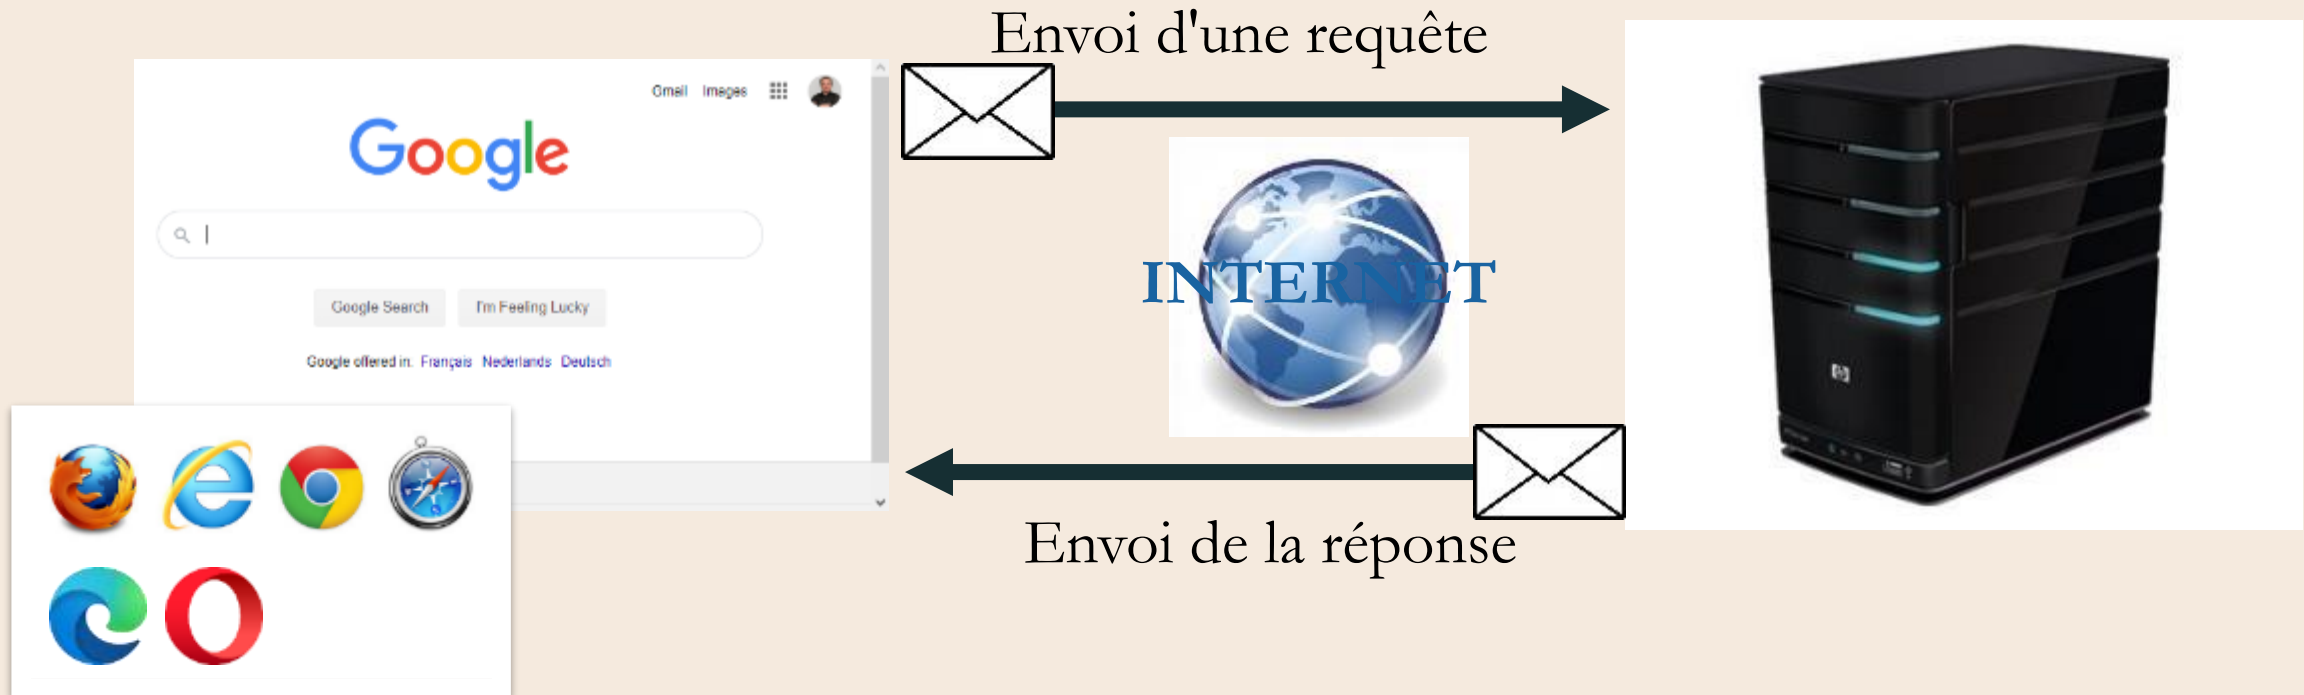 Envoi d'une requête
Gmail Images
Google
Google Search I'm Feeling Lucky
Google offered in: Français Nederlands Deutsch
INTERNET
hp
Envoi de la réponse